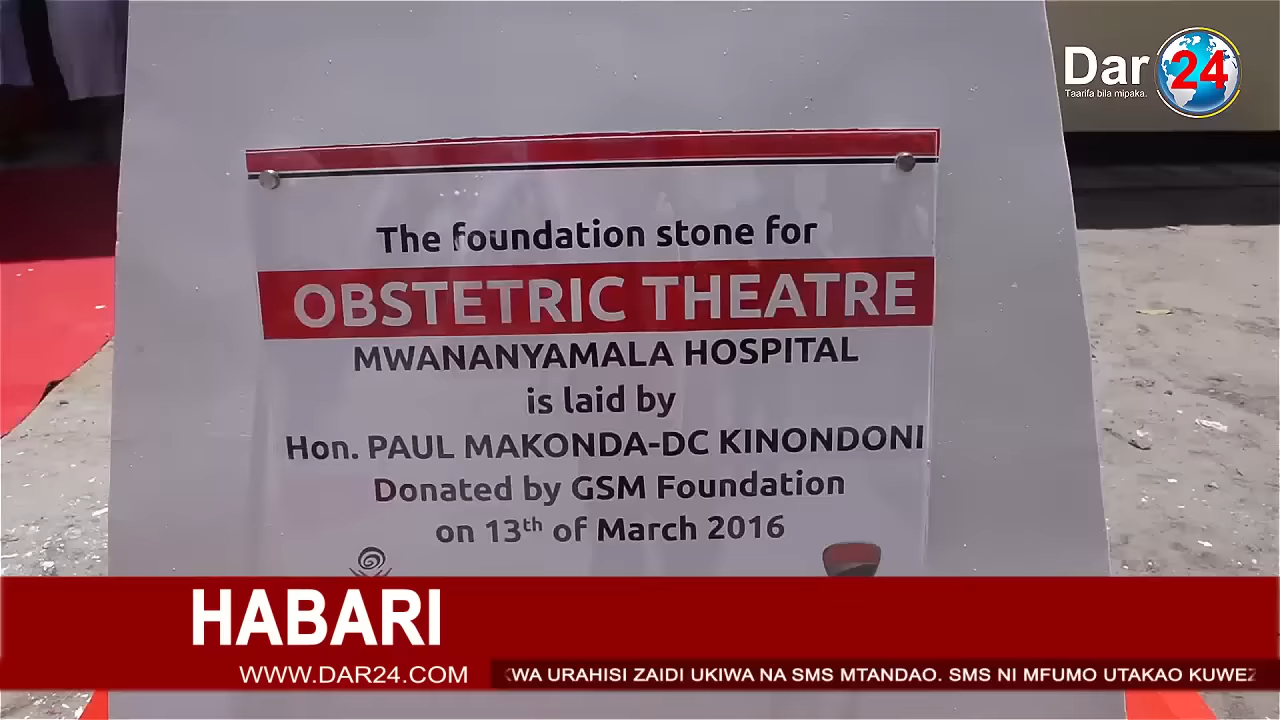 Dar 24
Taarifa bila mipaka.
The foundation stone for
OBSTETRIC THEATRE
MWANANYAMALA HOSPITAL
is laid by
Hon. PAUL MAKONDA-DC KINONDONI
Donated by GSM Foundation
on 13th of March 2016
HABARI
WWW.DAR24.COM
KWA URAHISI ZAIDI UKIWA NA SMS MTANDAO. SMS NI MFUMO UTAKAO KUWEZ